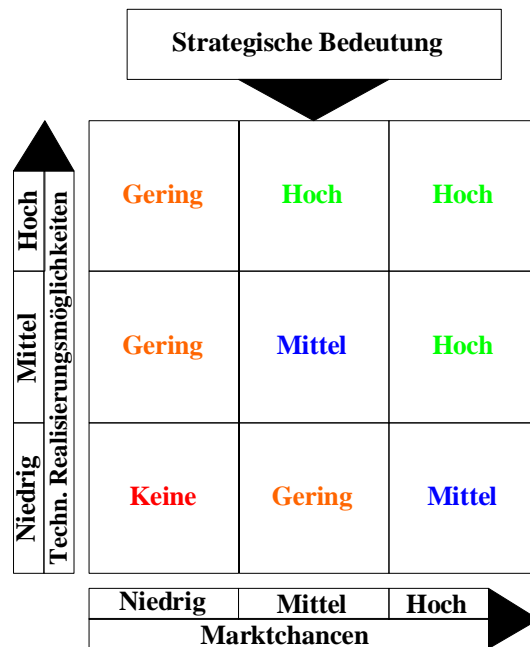 Strategische Bedeutung
Hoch
Mittel
Niedrig
Techn. Realisierungsmöglichkeiten
Gering
Hoch
Hoch
Gering
Mittel
Hoch
Keine
Gering
Mittel
Niedrig
Mittel
Hoch
Marktchancen